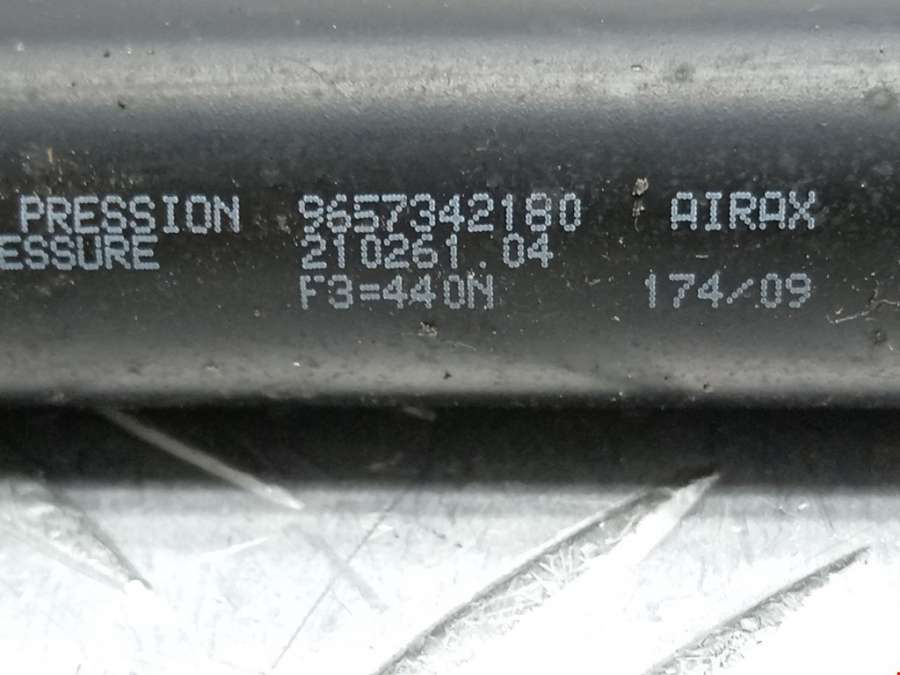 PRESSION 9657342180 AIRAX
ESSURE 210261.04
F3=440N 174/09